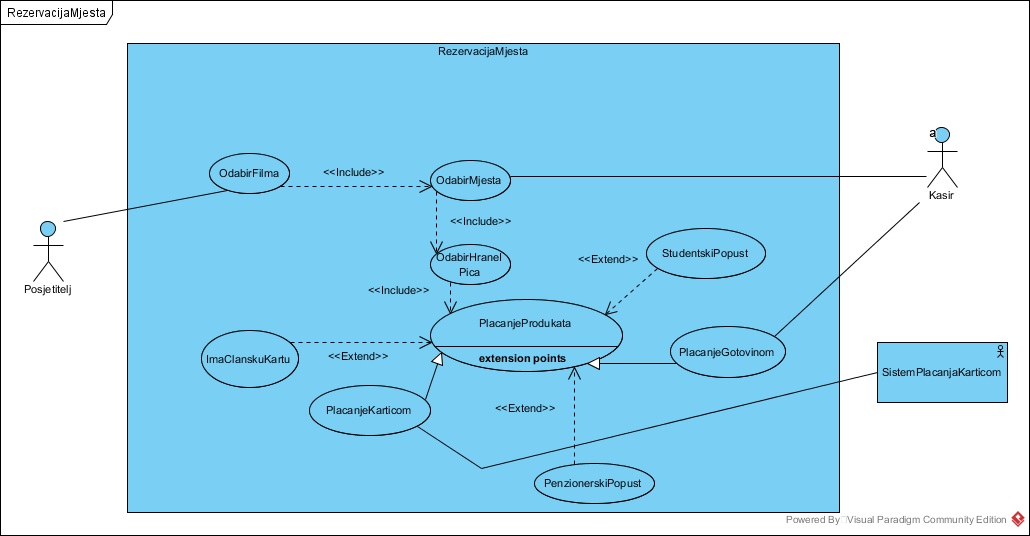 RezervacijaMjesta
RezervacijaMjesta
a
Kasir
OdabirFilma
<<Include>>
OdabirMjesta
<<Include>>
Posjetitelj
OdabirHraneI
Pica
StudentskiPopust
<<Extend>>
<<Include>>
PlacanjeProdukata
extension points
ImaClanskuKartu
<<Extend>>
PlacanjeGotovinom
SistemPlacanjaKarticom
PlacanjeKarticom
<<Extend>>
PenzionerskiPopust
Powered By Visual Paradigm Community Edition